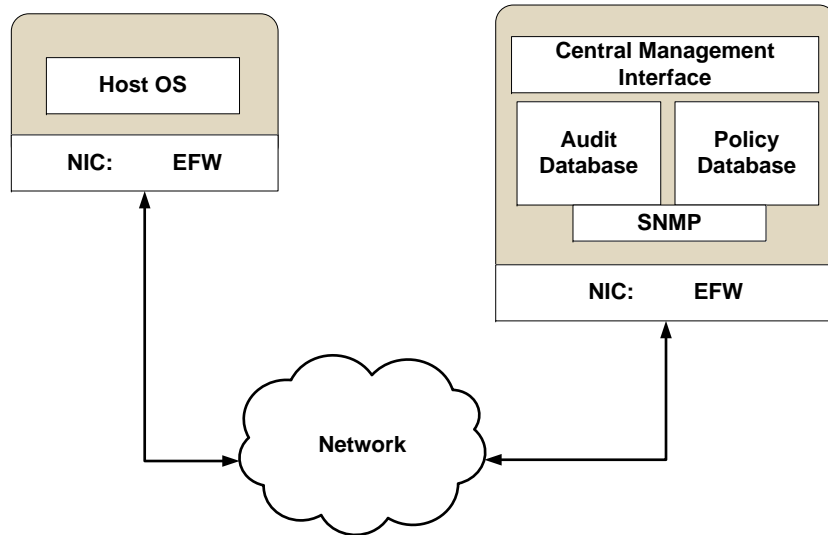 Host OS
NIC: EFW
Central Management
Interface
Audit
Database
Policy
Database
SNMP
NIC: EFW
Network